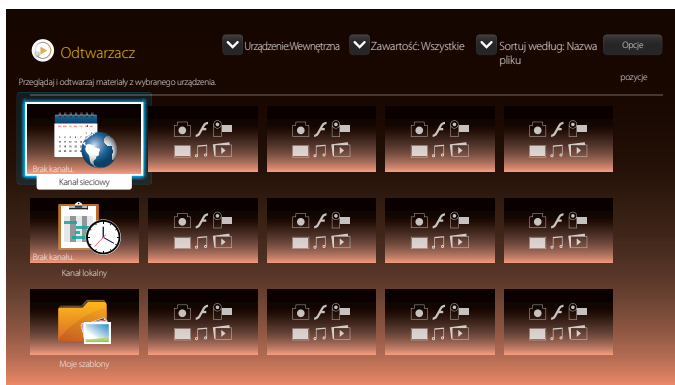 Odtwarzacz
Urządzenie:Wewnętrzna
Zawartość: Wszystkie
Sortuj według: Nazwa
pliku
Opcje
Przeglądaj i odtwarzaj materiały z wybranego urządzenia.
pozycje
Brak kanału.
Kanał sieciowy
Brak kanału.
Kanał lokalny
Moje szablony